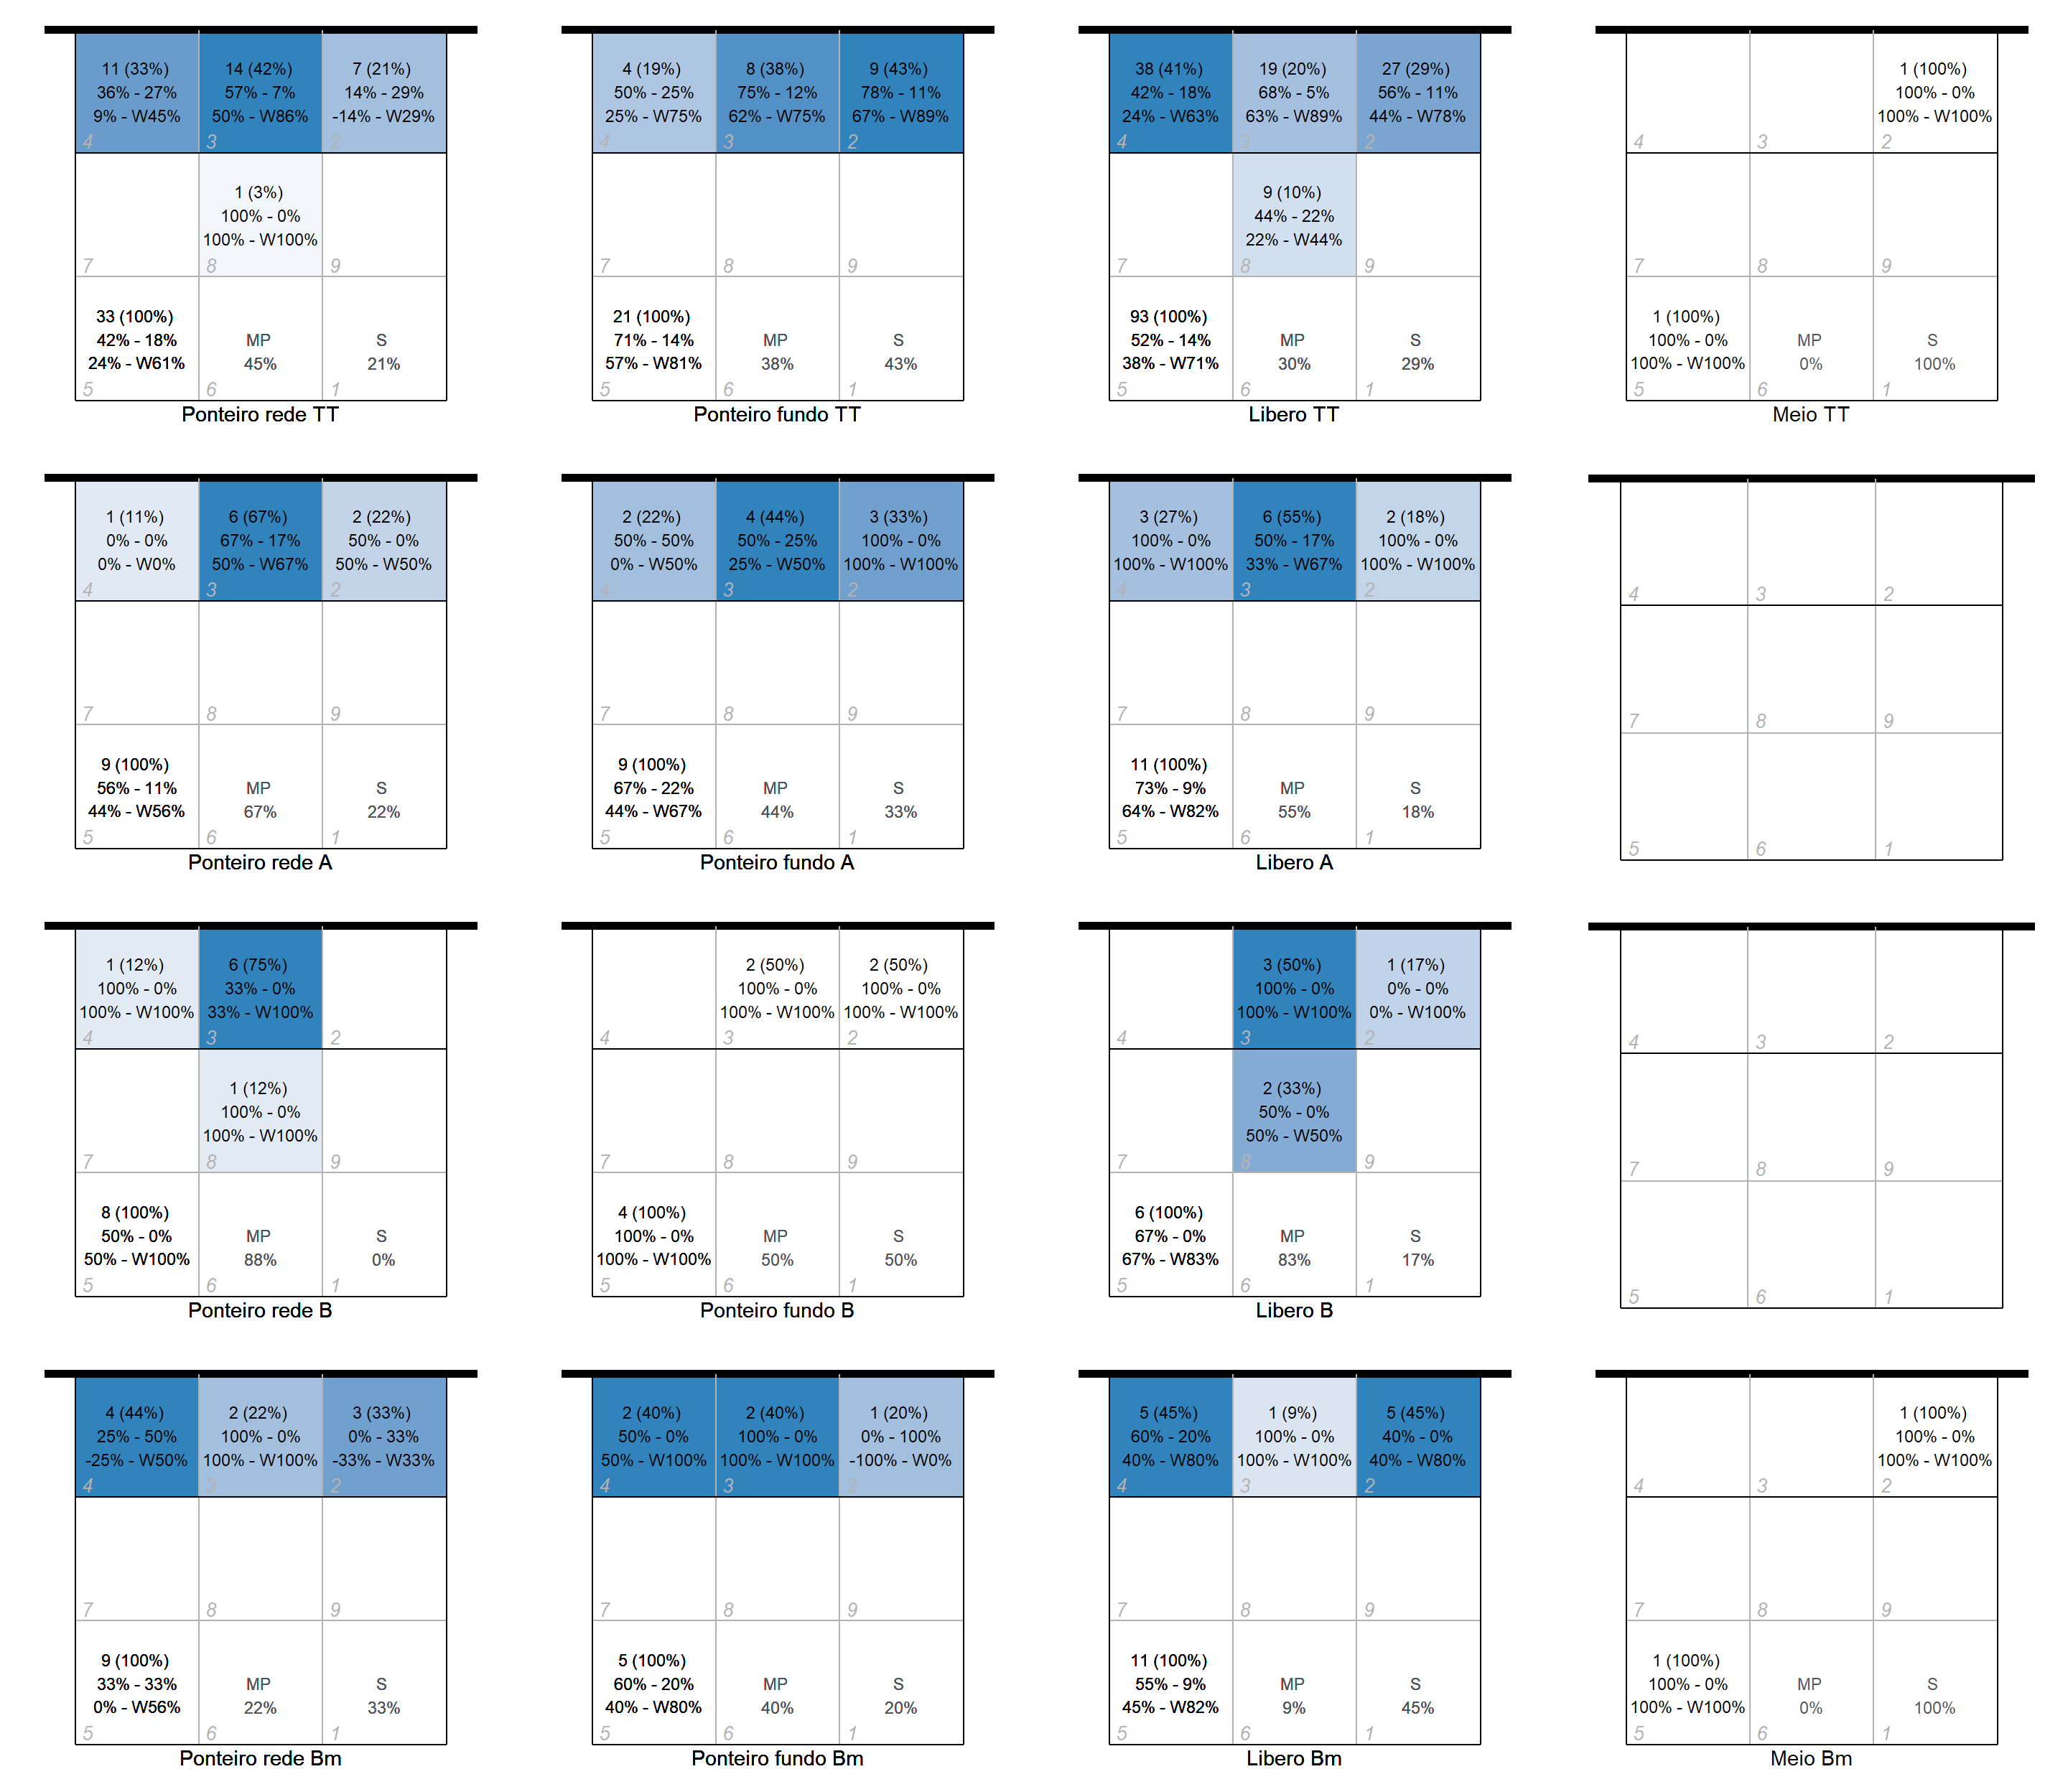 11 (33%)
36% - 27%
9% - W45%
4
14 (42%)
57% - 7%
50% - W86%
3
7 (21%)
14% - 29%
-14% - W29%
2
7
1 (3%)
100% - 0%
100% - W100%
8
9
33 (100%)
42% - 18%
24% - W61%
5
MP
45%
6
S
21%
1
Ponteiro rede TT
4 (19%)
50% - 25%
25% - W75%
4
8 (38%)
75% - 12%
62% - W75%
3
9 (43%)
78% - 11%
67% - W89%
2
7
8
9
21 (100%)
71% - 14%
57% - W81%
5
MP
38%
6
S
43%
1
Ponteiro fundo TT
38 (41%)
42% - 18%
24% - W63%
4
19 (20%)
68% - 5%
63% - W89%
3
27 (29%)
56% - 11%
44% - W78%
2
7
9 (10%)
44% - 22%
22% - W44%
8
9
93 (100%)
52% - 14%
38% - W71%
5
MP
30%
6
S
29%
1
Libero TT
4
3
1 (100%)
100% - 0%
100% - W100%
2
7
8
9
1 (100%)
100% - 0%
100% - W100%
5
MP
0%
6
S
100%
1
Meio TT
1 (11%)
0% - 0%
0% - W0%
4
6 (67%)
67% - 17%
50% - W67%
3
2 (22%)
50% - 0%
50% - W50%
2
7
8
9
9 (100%)
56% - 11%
44% - W56%
5
MP
67%
6
S
22%
1
Ponteiro rede A
2 (22%)
50% - 50%
0% - W50%
4
4 (44%)
50% - 25%
25% - W50%
3
3 (33%)
100% - 0%
100% - W100%
2
7
8
9
9 (100%)
67% - 22%
44% - W67%
5
MP
44%
6
S
33%
1
Ponteiro fundo A
3 (27%)
100% - 0%
100% - W100%
4
6 (55%)
50% - 17%
33% - W67%
3
2 (18%)
100% - 0%
100% - W100%
2
7
8
9
11 (100%)
73% - 9%
64% - W82%
5
MP
55%
6
S
18%
1
Libero A
4
3
2
7
8
9
5
6
1
1 (12%)
100% - 0%
100% - W100%
4
6 (75%)
33% - 0%
33% - W100%
3
2
7
1 (12%)
100% - 0%
100% - W100%
8
9
8 (100%)
50% - 0%
50% - W100%
5
MP
88%
6
S
0%
1
Ponteiro rede B
4
2 (50%)
100% - 0%
100% - W100%
3
2 (50%)
100% - 0%
100% - W100%
2
7
8
9
4 (100%)
100% - 0%
100% - W100%
5
MP
50%
6
S
50%
1
Ponteiro fundo B
4
3 (50%)
100% - 0%
100% - W100%
3
1 (17%)
0% - 0%
0% - W100%
2
7
2 (33%)
50% - 0%
50% - W50%
8
9
6 (100%)
67% - 0%
67% - W83%
5
MP
83%
6
S
17%
1
Libero B
4
3
2
7
8
9
5
6
1
4 (44%)
25% - 50%
-25% - W50%
4
2 (22%)
100% - 0%
100% - W100%
3
3 (33%)
0% - 33%
-33% - W33%
2
7
8
9
9 (100%)
33% - 33%
0% - W56%
5
MP
22%
6
S
33%
1
Ponteiro rede Bm
2 (40%)
50% - 0%
50% - W100%
4
2 (40%)
100% - 0%
100% - W100%
3
1 (20%)
0% - 100%
-100% - W0%
2
7
8
9
5 (100%)
60% - 20%
40% - W80%
5
MP
40%
6
S
20%
1
Ponteiro fundo Bm
5 (45%)
60% - 20%
40% - W80%
4
1 (9%)
100% - 0%
100% - W100%
3
5 (45%)
40% - 0%
40% - W80%
2
7
8
9
11 (100%)
55% - 9%
45% - W82%
5
MP
9%
6
S
45%
1
Libero Bm
4
3
1 (100%)
100% - 0%
100% - W100%
2
7
8
9
1 (100%)
100% - 0%
100% - W100%
5
MP
0%
6
S
100%
1
Meio Bm